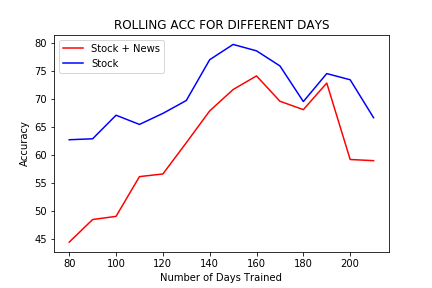 ROLLING ACC FOR DIFFERENT DAYS
Stock + News
Stock
Accuracy
80
75
70
65
60
55
50
45
80 100 120 140 160 180 200
Number of Days Trained